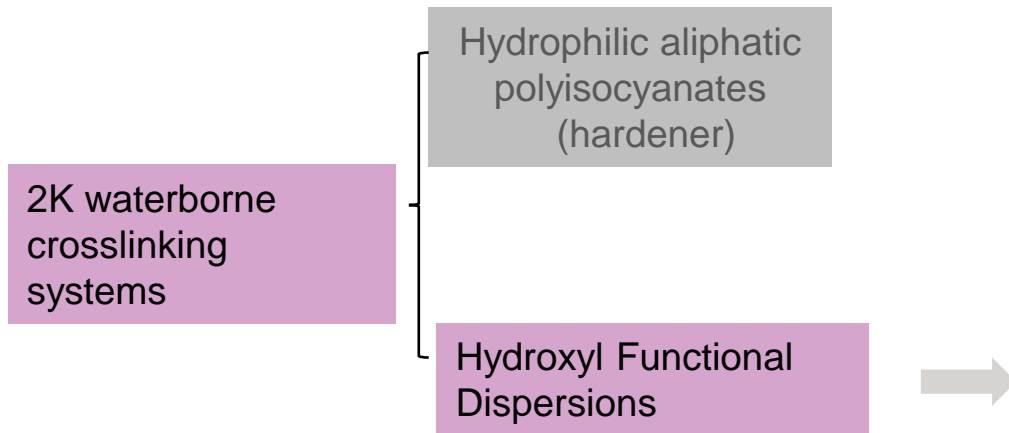 Hydrophilic aliphatic
polyisocyanates
(hardener)
2K waterborne
crosslinking
systems
Hydroxyl Functional
Dispersions